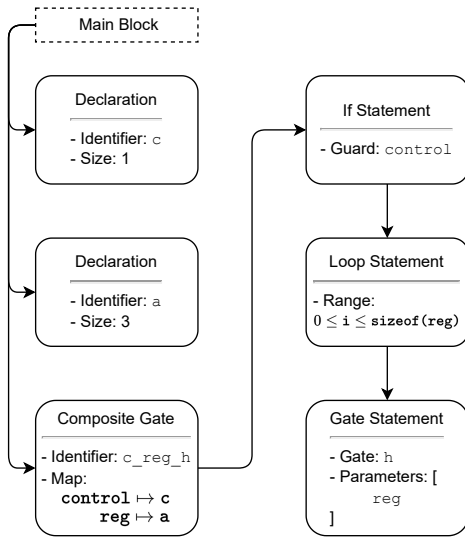 Main Block
Declaration
- Identifier: c
- Size: 1
Declaration
- Identifier: a
- Size: 3
Composite Gate
- Identifier: c_reg_h
- Map:
control ↦ c
reg ↦ a
If Statement
- Guard: control
Loop Statement
- Range:
0 ≤ i ≤ sizeof(reg)
Gate Statement
- Gate: h
- Parameters: [
reg
]